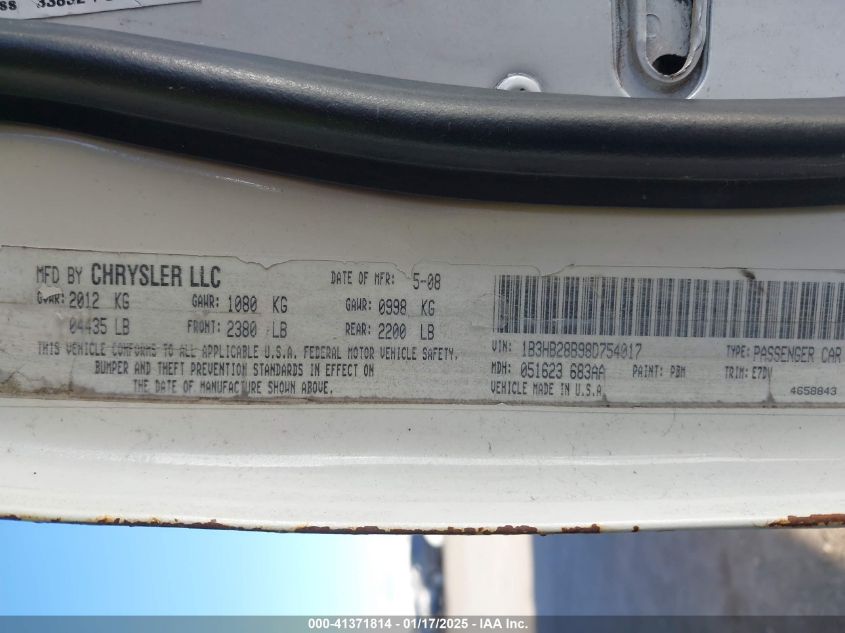 MFD BY CHRYSLER LLC DATE OF MFR: 5-08
GVWR: 2012 KG GAWR: 1080 KG GAWR: 0998 KG
04435 LB FRONT: 2380 LB REAR: 2200 LB
THIS VEHICLE CONFORMS TO ALL APPLICABLE U.S.A. FEDERAL MOTOR VEHICLE SAFETY,
BUMPER AND THEFT PREVENTION STANDARDS IN EFFECT ON
THE DATE OF MANUFACTURE SHOWN ABOVE.
VIN: 1B3HB28B98D754017 TYPE: PASSENGER CAR
MDH: 051623 683AA PAINT: PBM TRIM: E7DV
VEHICLE MADE IN U.S.A 4658843
000-41371814 — 01/17/2025 — IAA Inc.